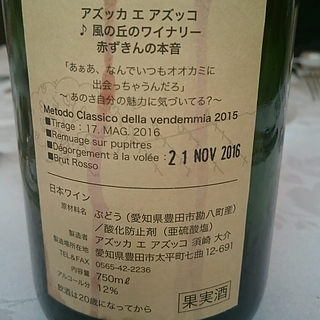 アズッカ エ アズッコ
♪ 風の丘のワイナリー
赤ずきんの本音
「あぁあ、なんでいつもオオカミに
出会っちゃうんだろ」
～あのさ自分の魅力に気づいてる?～
Metodo Classico della vendemmia 2015
■Tirage: 17. MAG. 2016
■Remuage sur pupitres
■Dégorgement à la volée: 21 NOV 2016
■Brut Rosso
日本ワイン
原材料名 ぶどう（愛知県豊田市勘八町産）
/酸化防止剤（亜硫酸塩）
製造者 アズッカ エ アズッコ 須崎 大介
製造場所在地 愛知県豊田市太平町七曲12-691
TEL&FAX 0565-42-2236
内容量 750mℓ
アルコール分 12%
飲酒は20歳になってから
果実酒